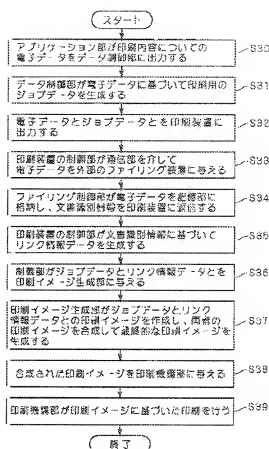 スタート
アプリケーション部が印刷内容についての
電子データをデータ制御部に出力する
S30
データ制御部が電子データに基づいて印刷用の
ジョブデータを生成する
S31
電子データとジョブデータとを印刷装置に
出力する
S32
印刷装置の制御部が通信部を介して
電子データを外部のファイリング装置に与える
S33
ファイリング制御部が電子データを記憶部に
格納し、文書識別情報を印刷装置に返信する
S34
印刷装置の制御部が文書識別情報に基づいて
リンク情報データを生成する
S35
制御部がジョブデータとリンク情報データとを
印刷イメージ生成部に与える
S36
印刷イメージ作成部がジョブデータとリンク
情報データとの印刷イメージを作成し、両者の
印刷イメージを合成して最終的な印刷イメージを
生成する
S37
合成された印刷イメージを印刷機構部に与える
S38
印刷機構部が印刷イメージに基づいた印刷を行う
S39
終了